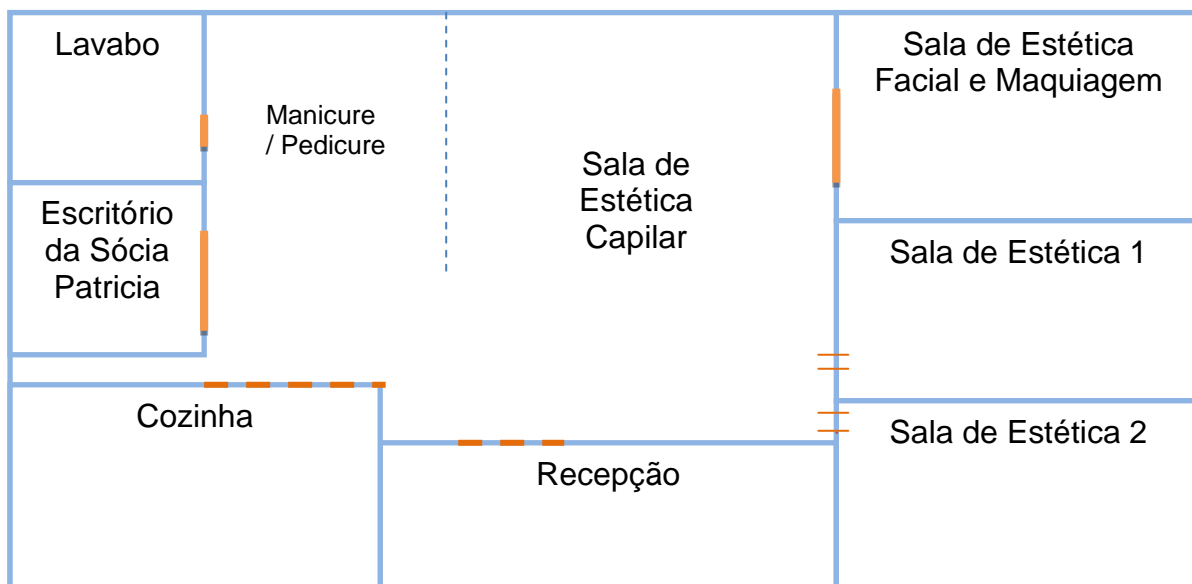 Lavabo
Manicure
/ Pedicure
Escritório
da Sócia
Patricia
Sala de
Estética
Capilar
Sala de Estética
Facial e Maquiagem
Sala de Estética 1
Sala de Estética 2
Cozinha
Recepção